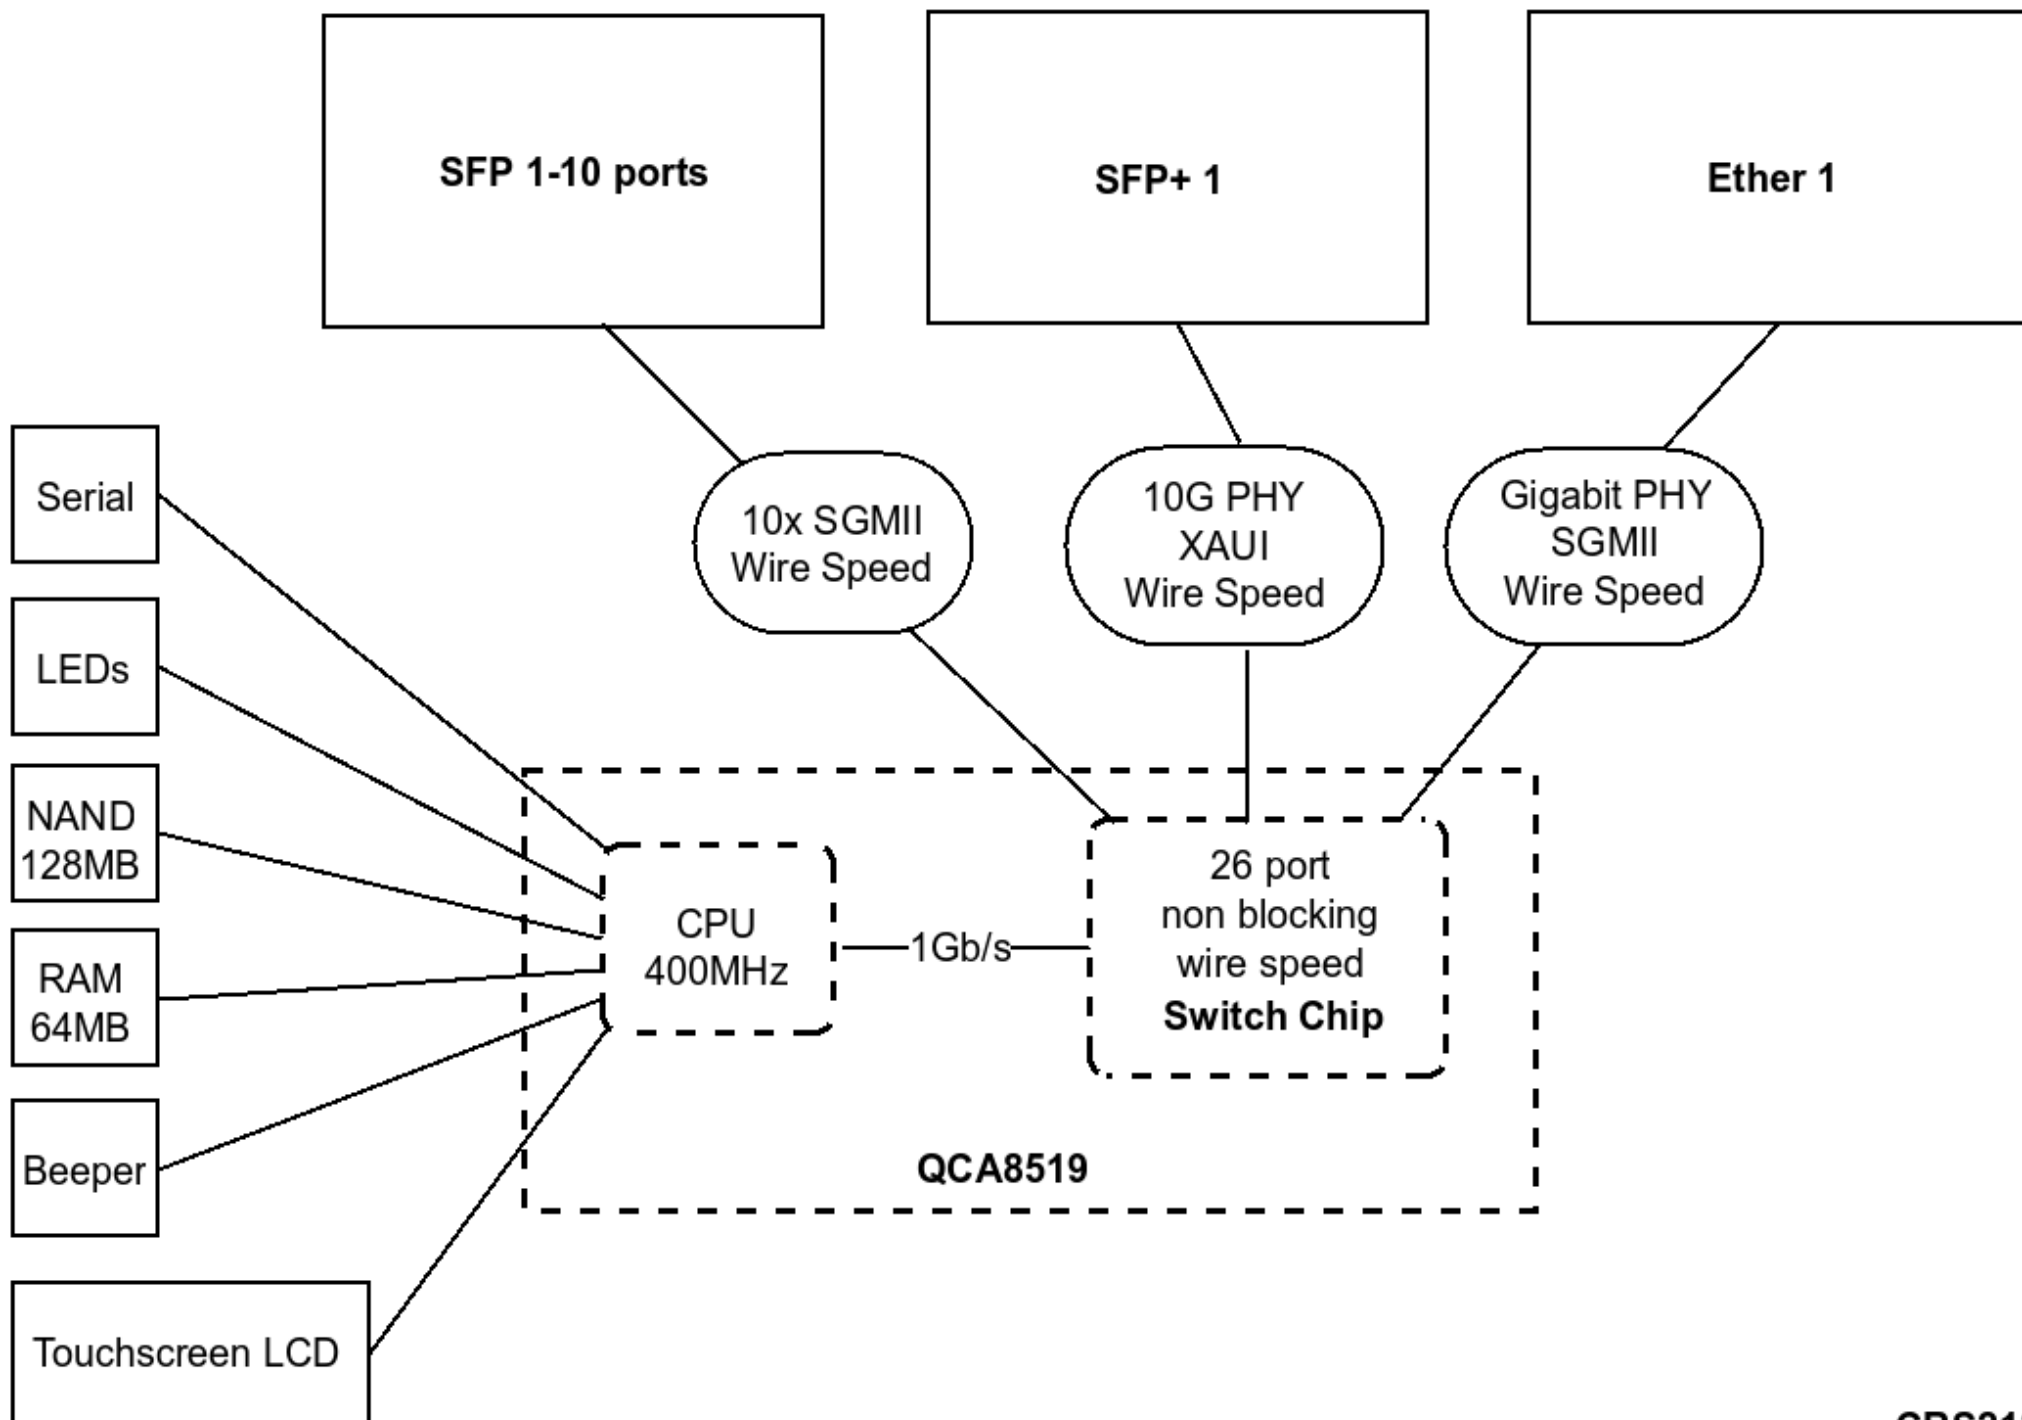 SFP 1-10 ports
SFP+ 1
Ether 1
Serial
10x SGMII
Wire Speed
10G PHY
XAUI
Wire Speed
Gigabit PHY
SGMII
Wire Speed
LEDs
NAND
128MB
RAM
64MB
Beeper
Touchscreen LCD
CPU
400MHz
1Gb/s
26 port
non blocking
wire speed
Switch Chip
QCA8519